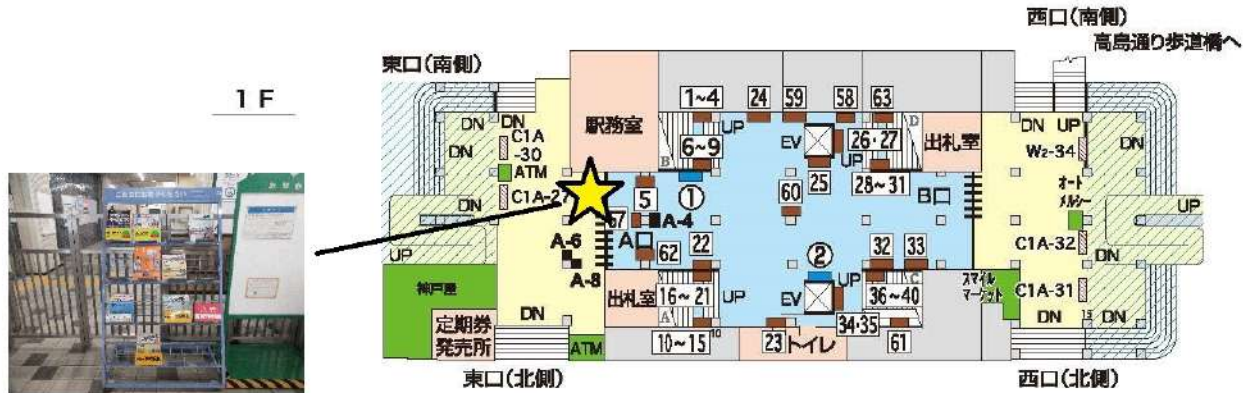 西口(南側)
高島通り歩道橋へ
東口(南側)
1 F
DN
DN
C1A
-30
DN
ATM
C1A-27
DN
UP
駅務室
1~4
24
59
58
63
UP
6~9
B
EV
25
UP
26・27
D
出札室
28~31
B口
5
①
60
57
A-4
A口
A-6
A-8
62
22
②
32
33
出札室
16~21
A
UP
EV
UP
36~40
C
34・35
10~15
10
23
トイレ
61
神戸屋
定期券
発売所
DN
ATM
DN
UP
W2-34
DN
オート
メルシー
UP
C1A-32
DN
スマイル
マーケット
C1A-31
DN
15
DN
東口(北側)
西口(北側)